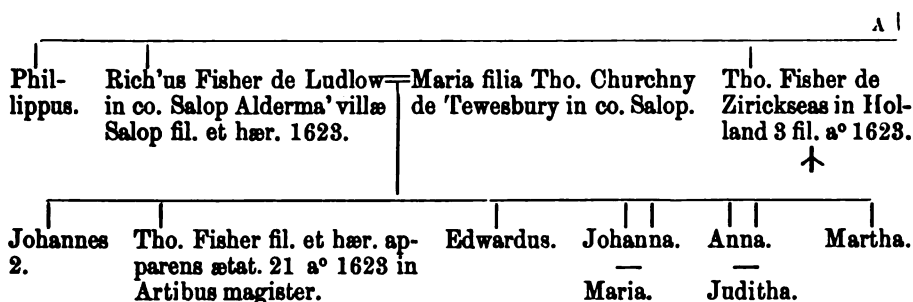 A
Phil-
lippus.
Rich'us Fisher de Ludlow
in co. Salop Alderma' villæ
Salop fil. et hær. 1623.
Maria filia Tho. Churchny
de Tewesbury in co. Salop.
Tho. Fisher de
Zirickseas in Hol-
land 3 fil. aº 1623.
Johannes
2.
Tho. Fisher fil. et hær. ap-
parens ætat. 21 aº 1623 in
Artibus magister.
Edwardus.
Johanna.
Maria.
Anna.
Juditha.
Martha.